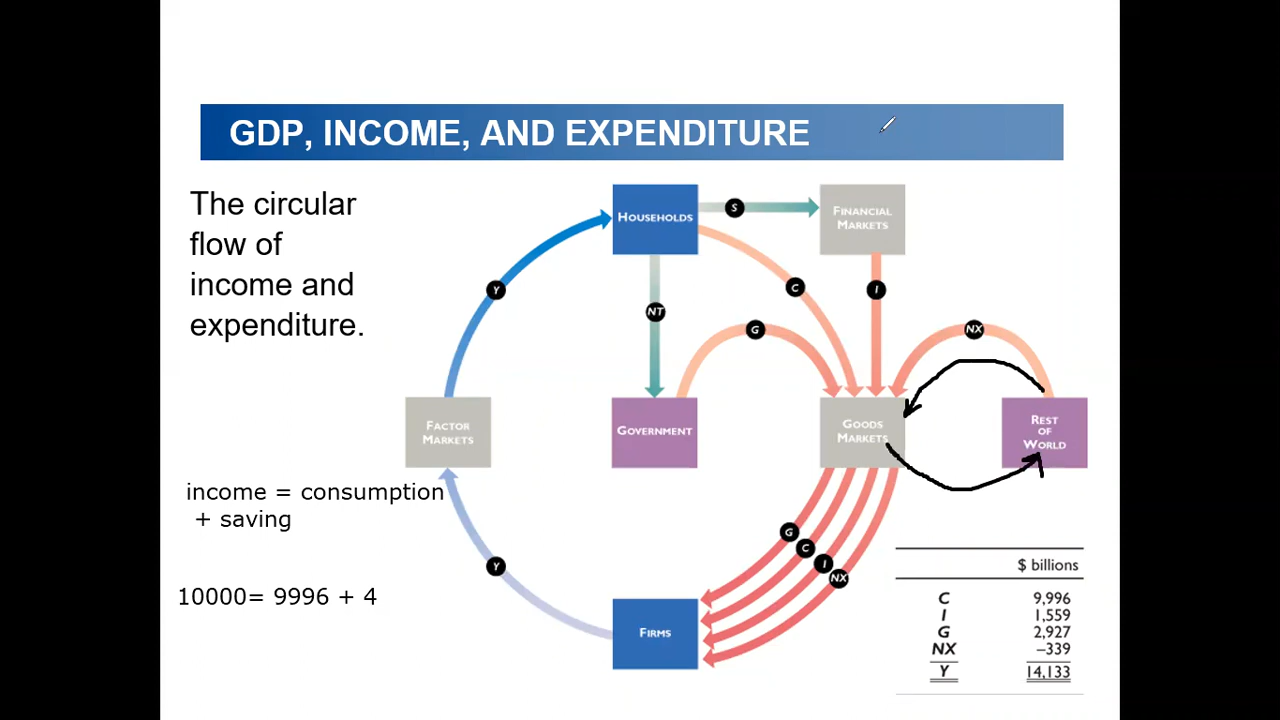 GDP, INCOME, AND EXPENDITURE
The circular
flow of
income and
expenditure.
HOUSEHOLDS
S
FINANCIAL
MARKETS
Y
NT
C
I
G
NX
FACTOR
MARKETS
GOVERNMENT
GOODS
MARKETS
REST
OF
WORLD
income = consumption
+ saving
10000= 9996 + 4
Y
G
C
I
NX
FIRMS
$ billions
C 9,996
I 1,559
G 2,927
NX –339
Y 14,133